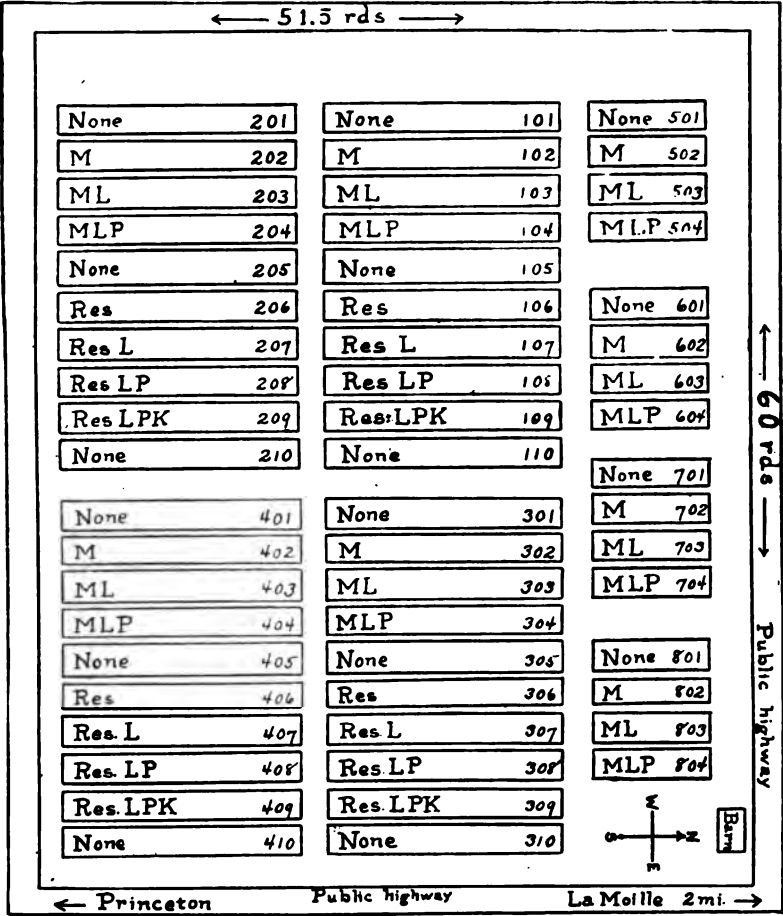 51.5 rds
None 201
M 202
ML 203
MLP 204
None 205
Res 206
Res L 207
Res LP 208
Res LPK 209
None 210
None 101
M 102
ML 103
MLP 104
None 105
Res 106
Res L 107
Res LP 108
Res: LPK 109
None 110
None 501
M 502
ML 503
MLP 504
None 601
M 602
ML 603
MLP 604
None 701
M 702
ML 703
MLP 704
None 801
M 802
ML 803
MLP 804
None 401
M 402
ML 403
MLP 404
None 405
Res 406
Res. L 407
Res. LP 408
Res. LPK 409
None 410
None 301
M 302
ML 303
MLP 304
None 305
Res 306
Res. L 307
Res. LP 308
Res. LPK 309
None 310
60 rds
Public highway
W
S N
E
Barn
Princeton
Public highway
La Moille 2mi.